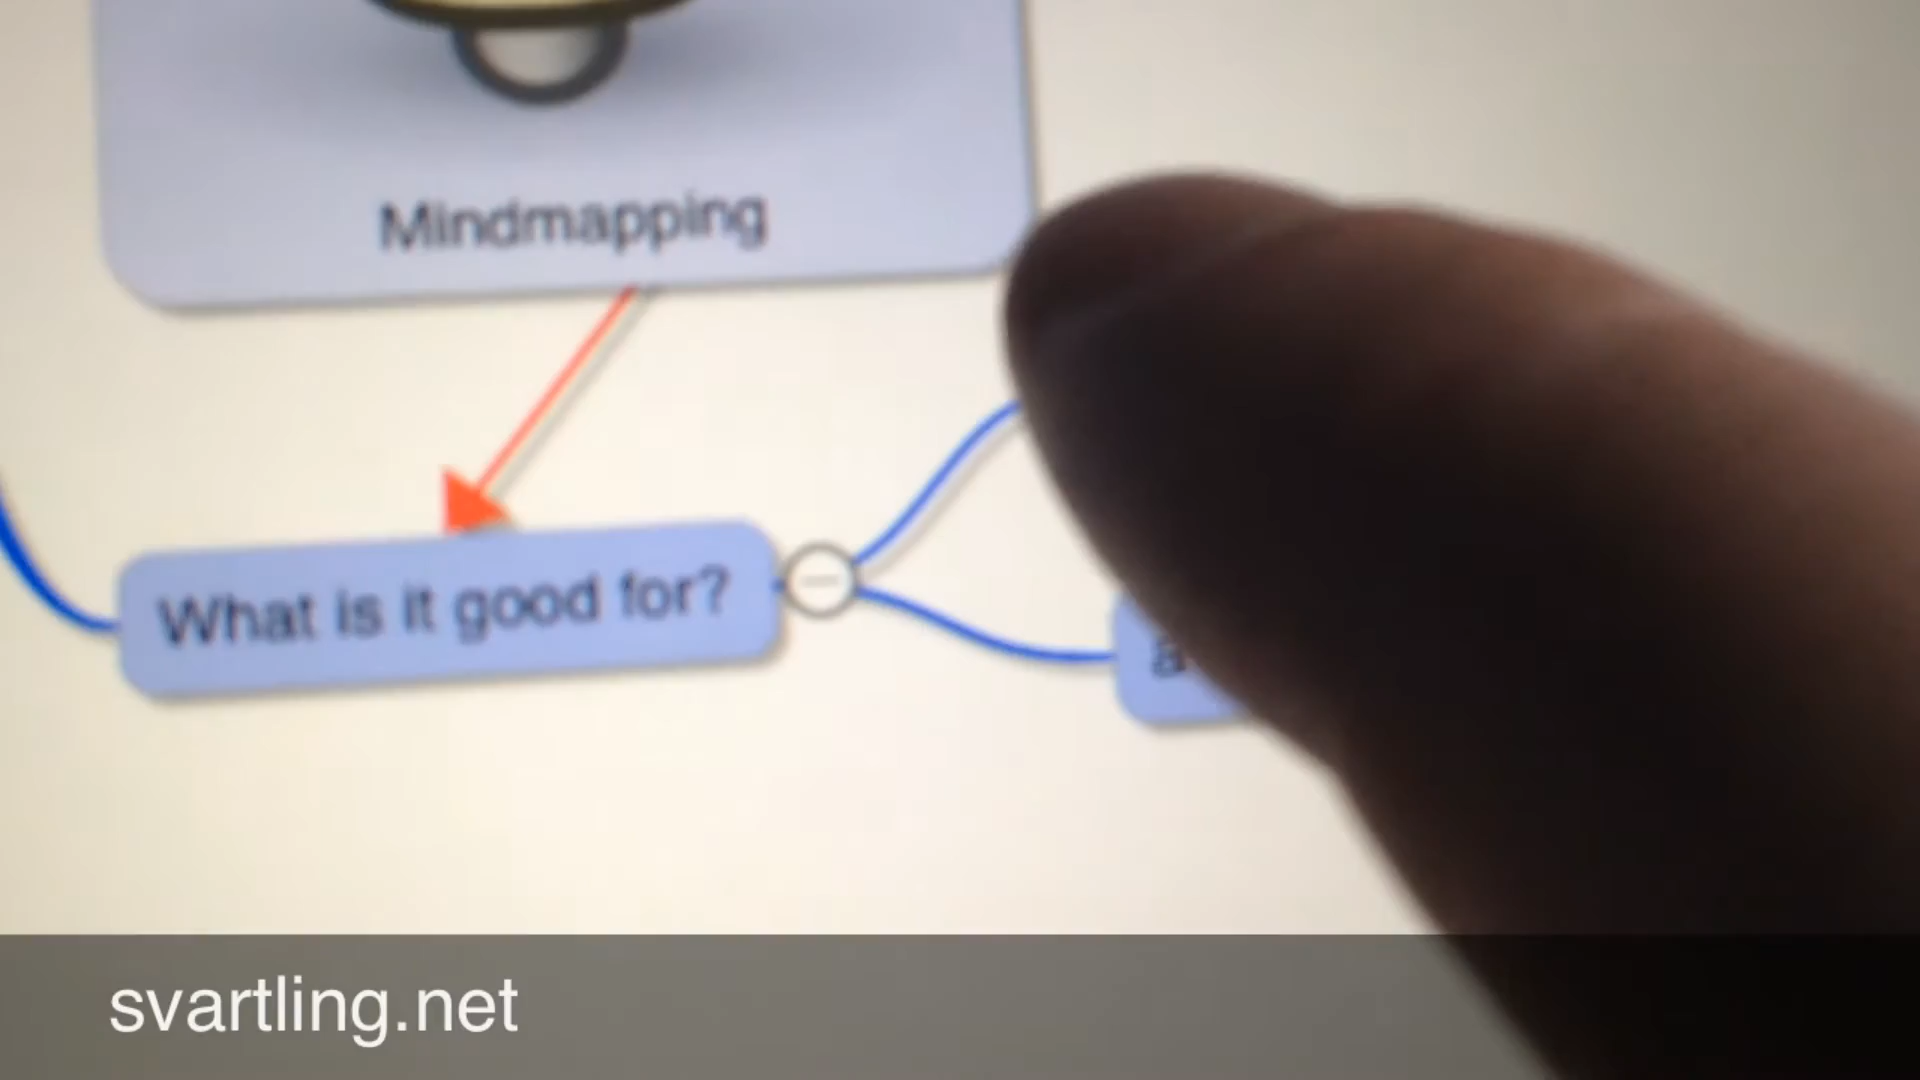 Mindmapping
What is it good for?
svartling.net